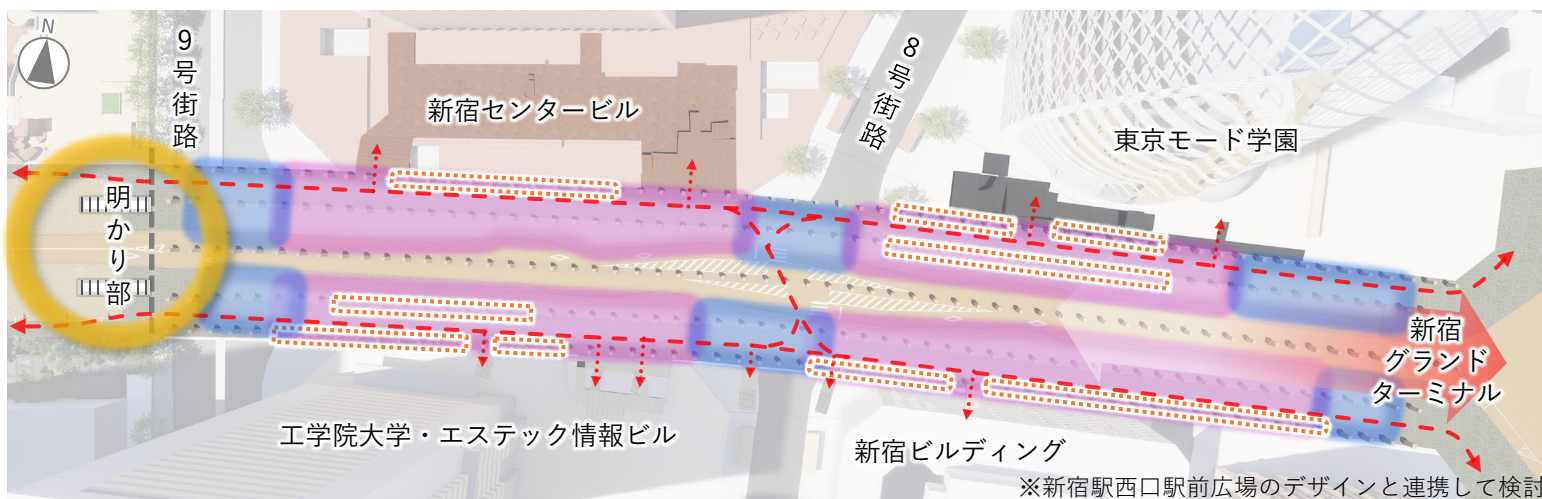 N
9号街路
8号街路
新宿センタービル
東京モード学園
明かり部
新宿
グランド
ターミナル
工学院大学・エステック情報ビル
新宿ビルディング
※新宿駅西口駅前広場のデザインと連携して検討